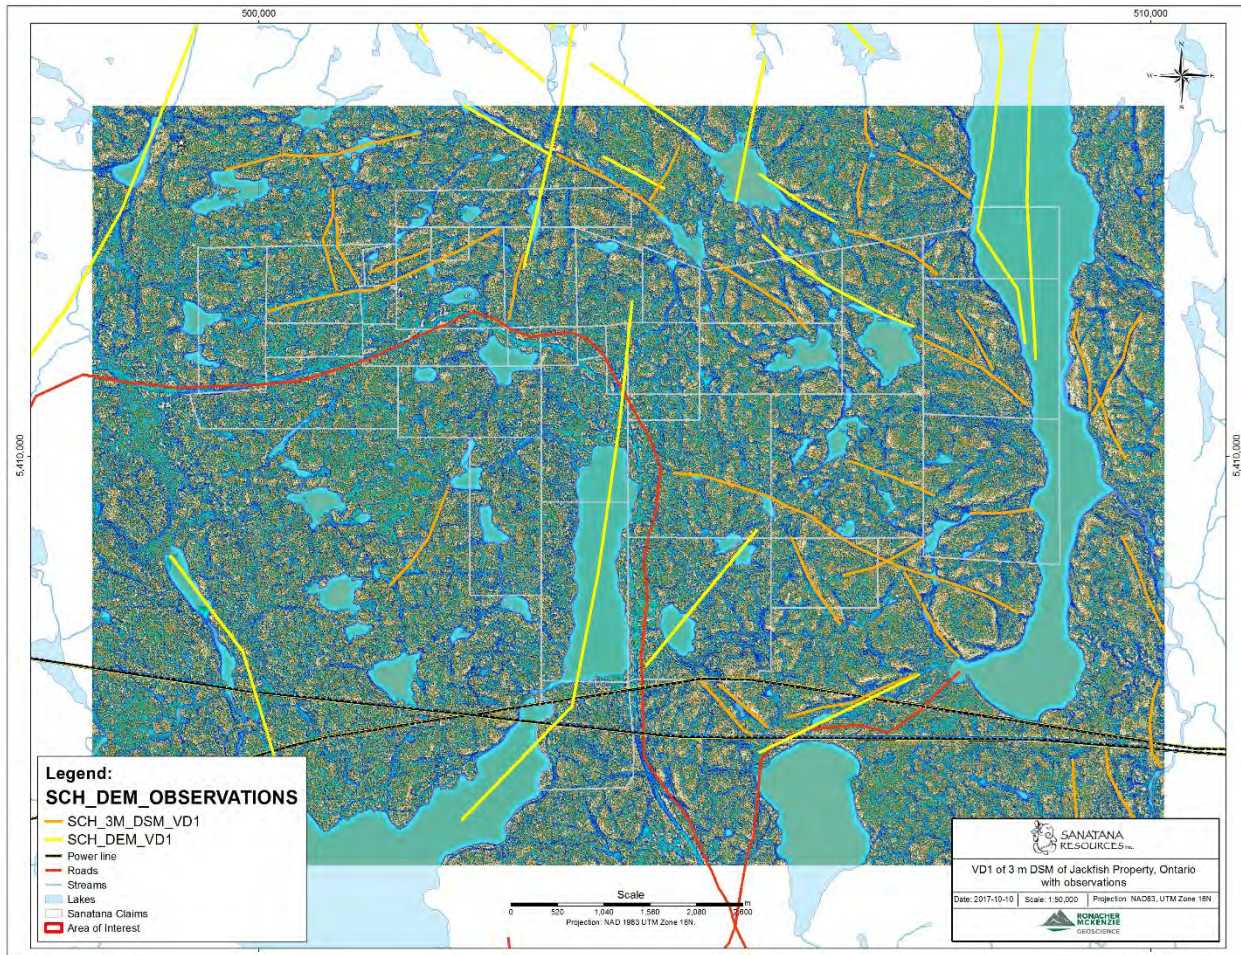 500,000
510,000
N
W
E
S
5,410,000
5,410,000
Legend:
SCH_DEM_OBSERVATIONS
SCH_3M_DSM_VD1
SCH_DEM_VD1
Power line
Roads
Streams
Lakes
Sanatana Claims
Area of Interest
Scale
m
0 520 1,040 1,560 2,080 2,600
Projection: NAD 1983 UTM Zone 16N.
SANATANA
RESOURCES Inc.
VD1 of 3 m DSM of Jackfish Property, Ontario
with observations
Date: 2017-10-10 Scale: 1:50,000 Projection: NAD83, UTM Zone 16N
RONACHER
MCKENZIE
GEOSCIENCE